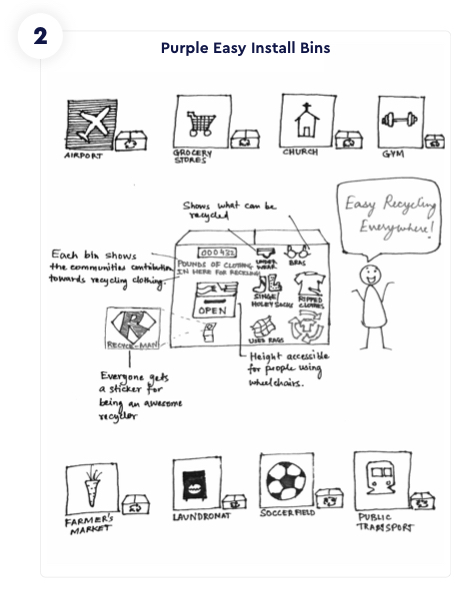 2
Purple Easy Install Bins
AIRPORT
GROCERY
STORES
CHURCH
GYM
Shows what can be
recycled
Easy Recycling
Everywhere!
Each bin shows
the communities contribution
towards recycling clothing.
000432
POUNDS OF CLOTHING
IN HERE FOR RECYCLING
UNDER
WEAR
BRAS
SINGLE
HOLEY SOCKS
RIPPED
CLOTHES
OPEN
USED RAGS
R
RECYCLE-MAN
Height accessible
for people using
wheelchairs.
Everyone gets
a sticker for
being an awesome
recycler
FARMER'S
MARKET
LAUNDROMAT
SOCCERFIELD
PUBLIC
TRANSPORT